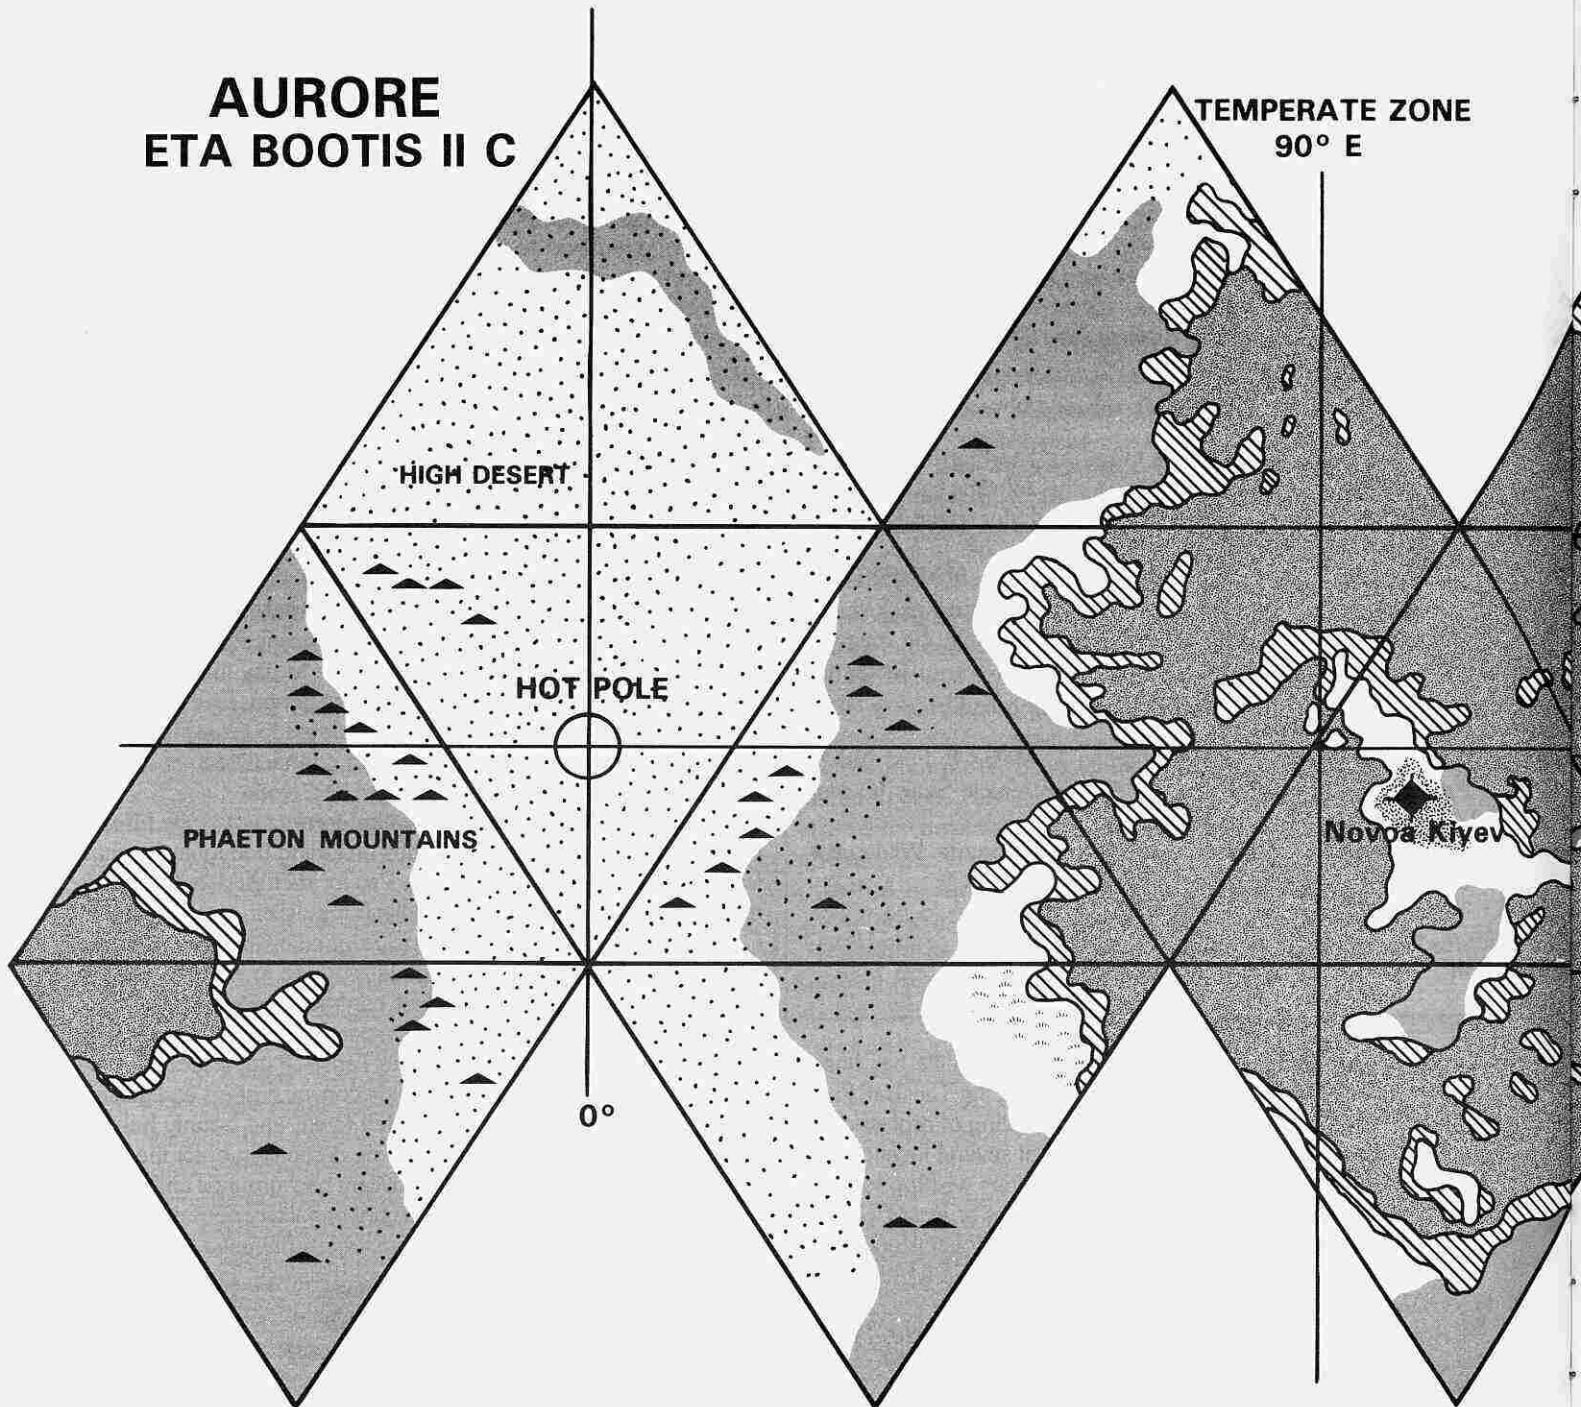 AURORE
ETA BOOTIS II C
TEMPERATE ZONE
90° E
HIGH DESERT
HOT POLE
PHAETON MOUNTAINS
Novoa Kiyev
0°